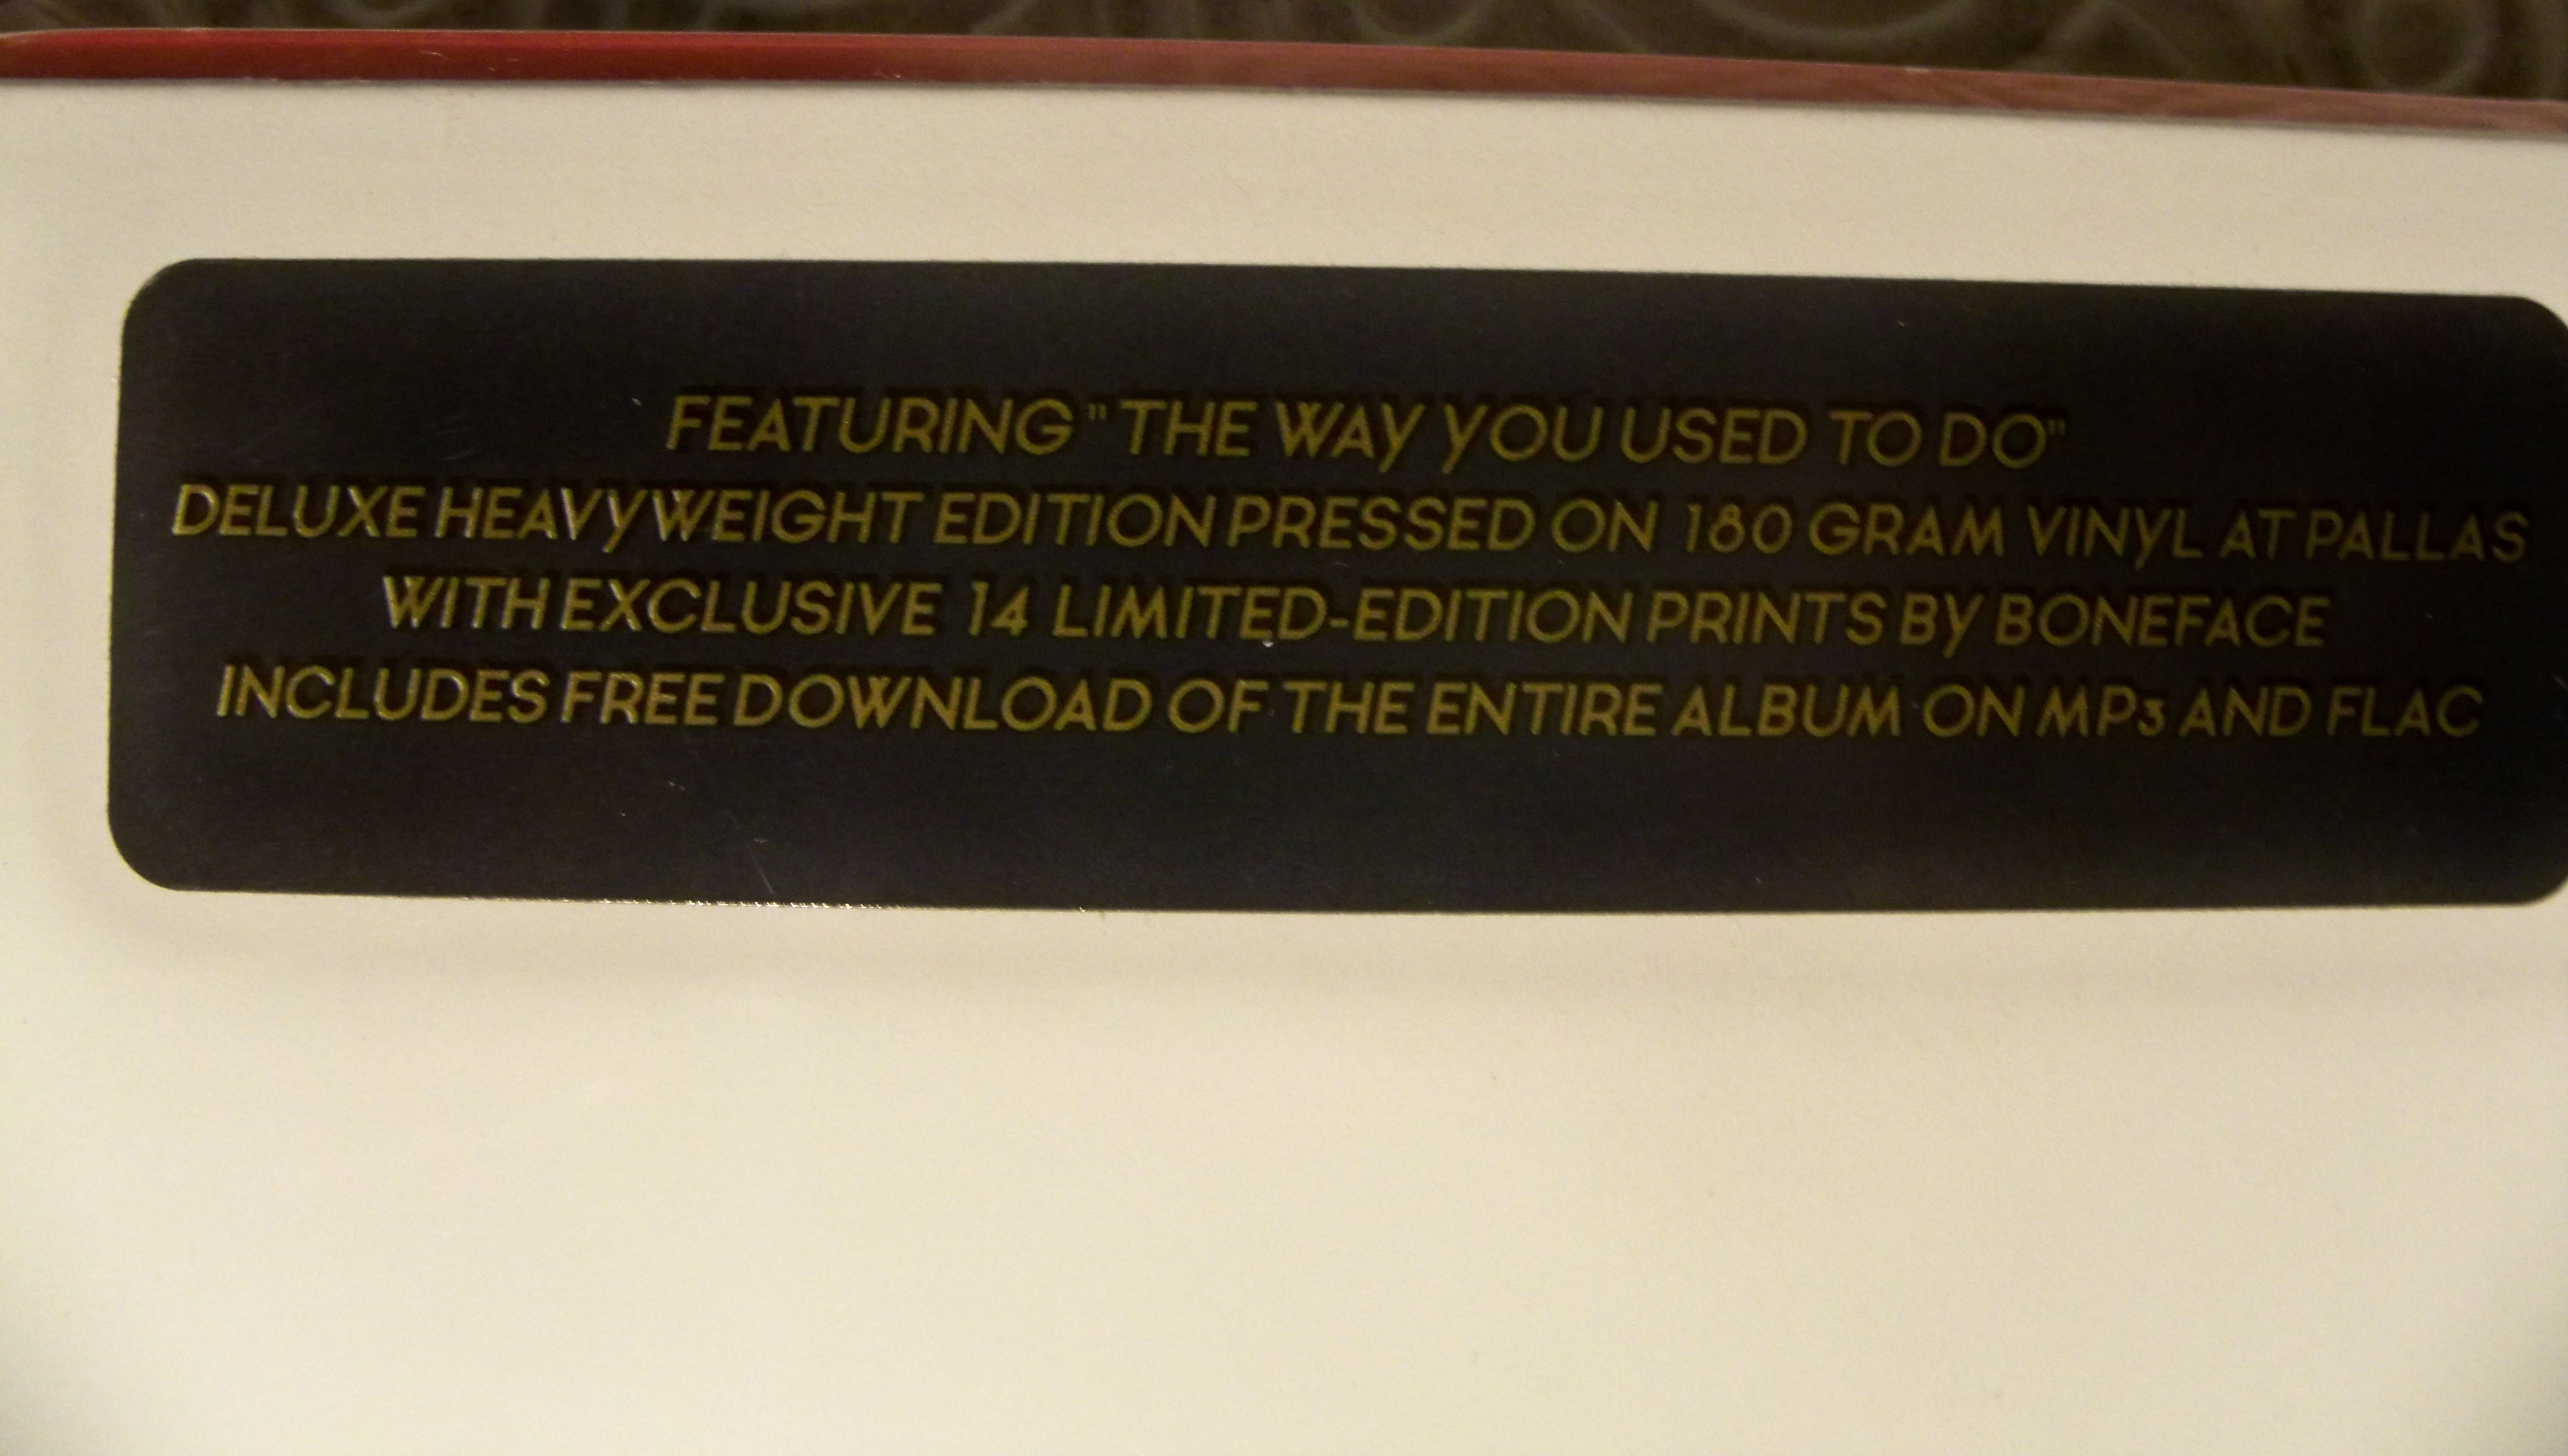 FEATURING "THE WAY YOU USED TO DO"
DELUXE HEAVYWEIGHT EDITION PRESSED ON 180 GRAM VINYL AT PALLAS
WITH EXCLUSIVE 14 LIMITED-EDITION PRINTS BY BONEFACE
INCLUDES FREE DOWNLOAD OF THE ENTIRE ALBUM ON MP3 AND FLAC